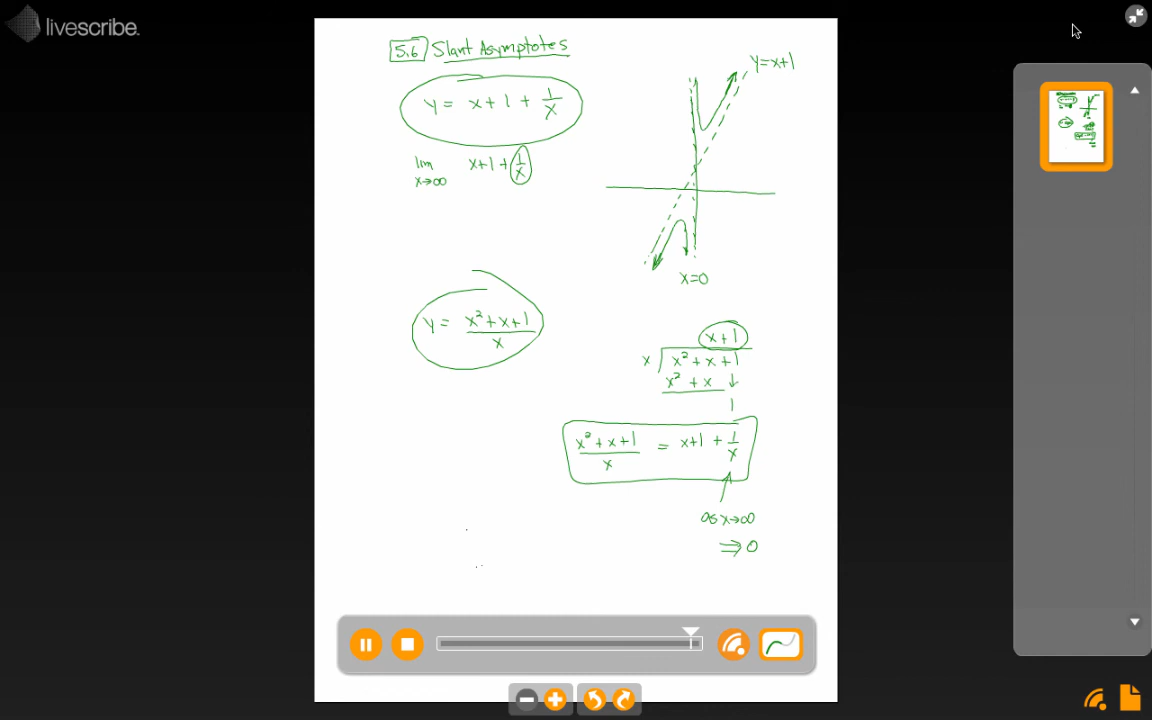 livescribe.
5.6 Slant Asymptotes
y = x+1 + 1/x
lim x→∞ x+1 + 1/x
y=x+1
x=0
y = x²+x+1 / x
x+1
x x²+x+1
x²+x ↓
1
x²+x+1 / x = x+1 + 1/x
as x→∞
⇒ 0